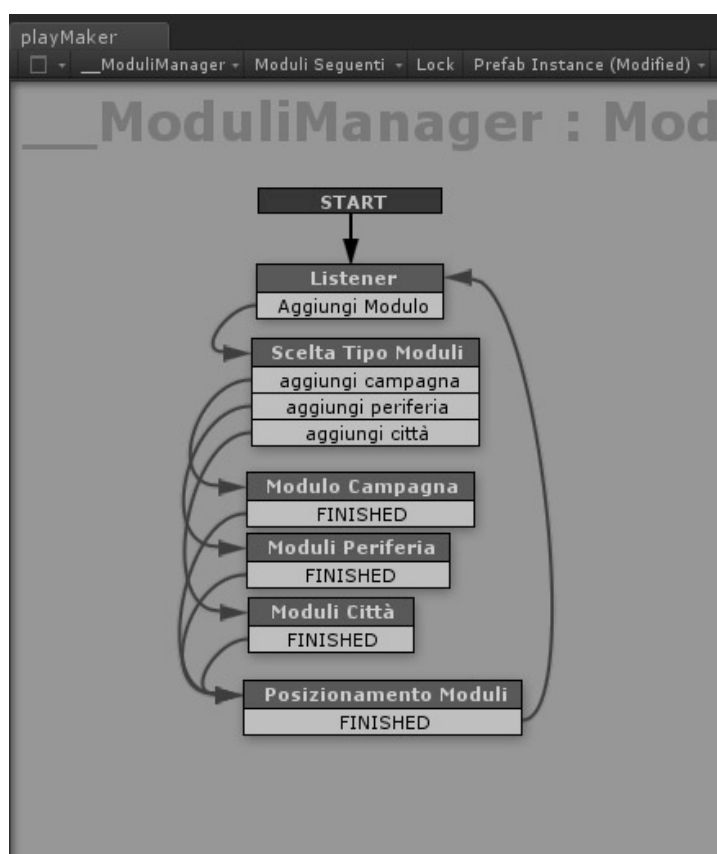 playMaker
__ModuliManager Moduli Seguenti Lock Prefab Instance (Modified)
__ModuliManager : Mod
START
Listener
Aggiungi Modulo
Scelta Tipo Moduli
aggiungi campagna
aggiungi periferia
aggiungi città
Modulo Campagna
FINISHED
Moduli Periferia
FINISHED
Moduli Città
FINISHED
Posizionamento Moduli
FINISHED